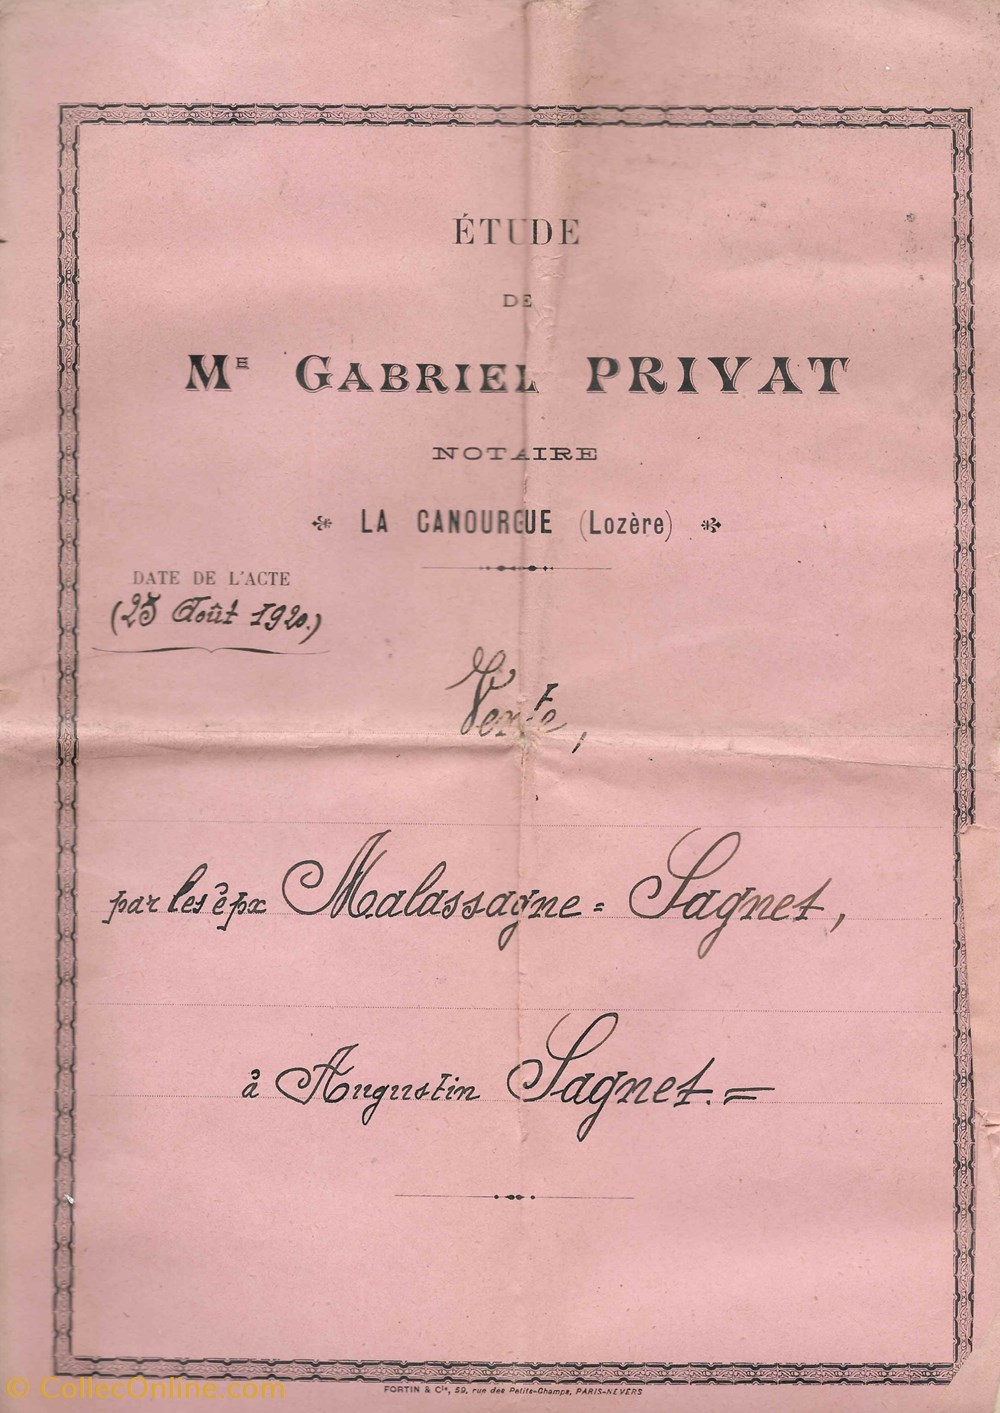 ÉTUDE
DE
ME GABRIEL PRIVAT
NOTAIRE
LA CANOURGUE (Lozère)
DATE DE L'ACTE
(25 Août 1920.)
Vente,
par les épx Malassagne = Sagnet,
à Augustin Sagnet. =
FORTIN & Cie, 59, rue des Petits-Champs, PARIS-NEVERS
© CollecOnline.com